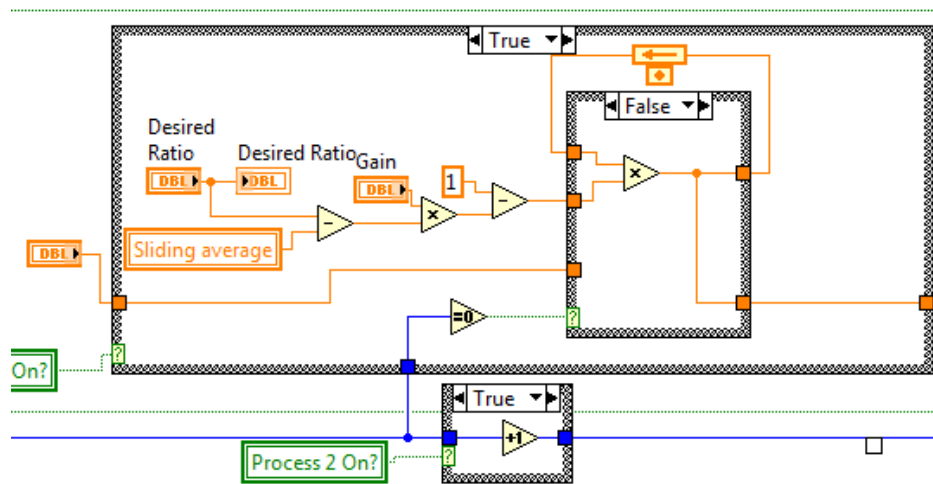 True
False
Desired
Ratio
Desired Ratio
Gain
DBL
DBL
DBL
1
×
-
×
-
Sliding average
DBL
=0
?
?
On?
True
+1
?
Process 2 On?